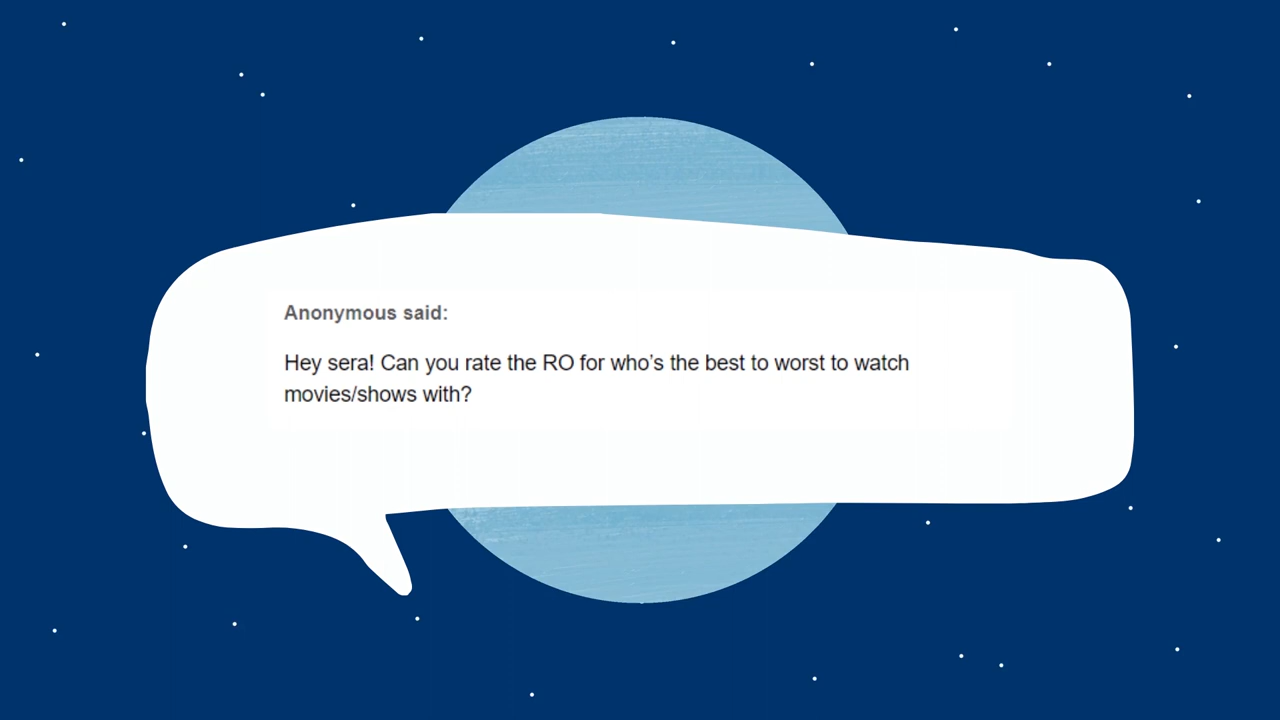 Anonymous said:
Hey sera! Can you rate the RO for who’s the best to worst to watch
movies/shows with?